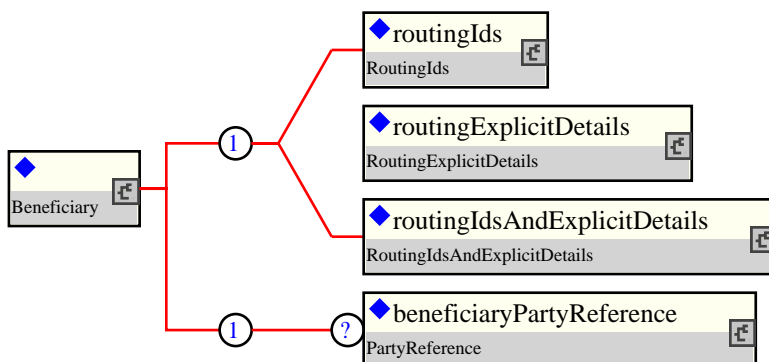 routingIds
RoutingIds
routingExplicitDetails
RoutingExplicitDetails
1
Beneficiary
routingIdsAndExplicitDetails
RoutingIdsAndExplicitDetails
1
?
beneficiaryPartyReference
PartyReference